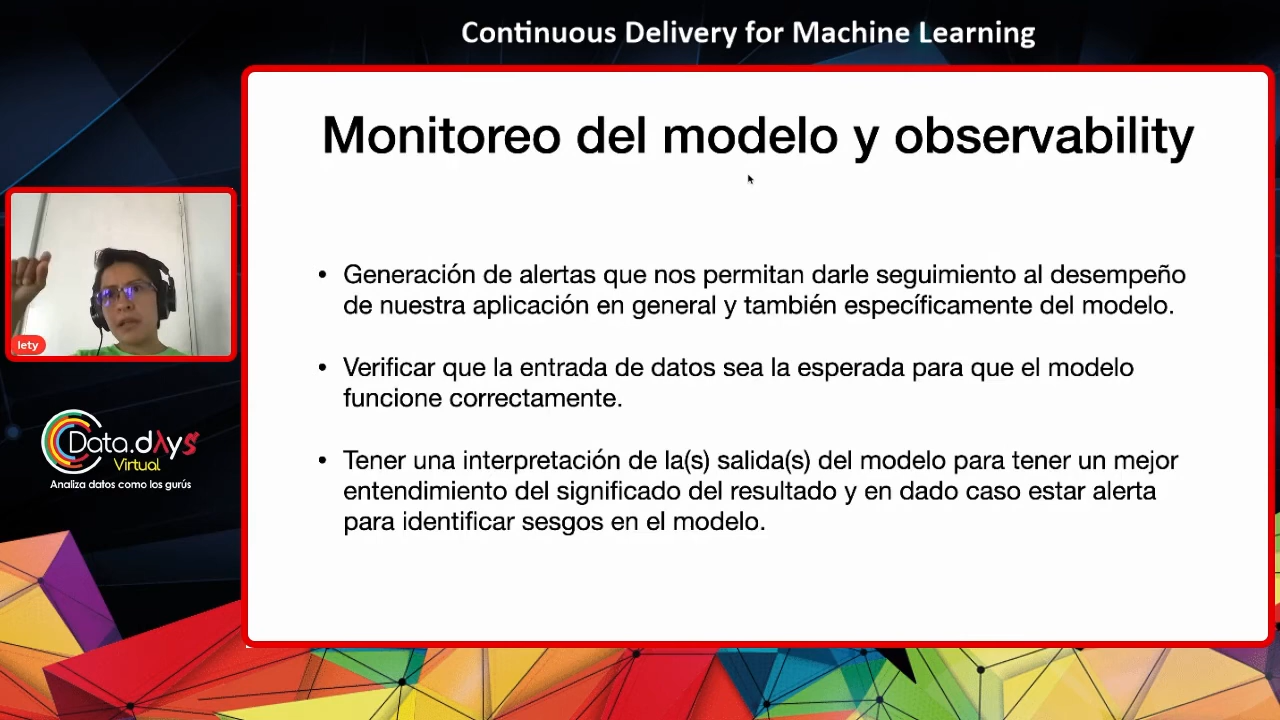 Continuous Delivery for Machine Learning
Monitoreo del modelo y observability
• Generación de alertas que nos permitan darle seguimiento al desempeño
de nuestra aplicación en general y también específicamente del modelo.
• Verificar que la entrada de datos sea la esperada para que el modelo
funcione correctamente.
• Tener una interpretación de la(s) salida(s) del modelo para tener un mejor
entendimiento del significado del resultado y en dado caso estar alerta
para identificar sesgos en el modelo.
lety
Data.dAys
Virtual
Analiza datos como los gurús